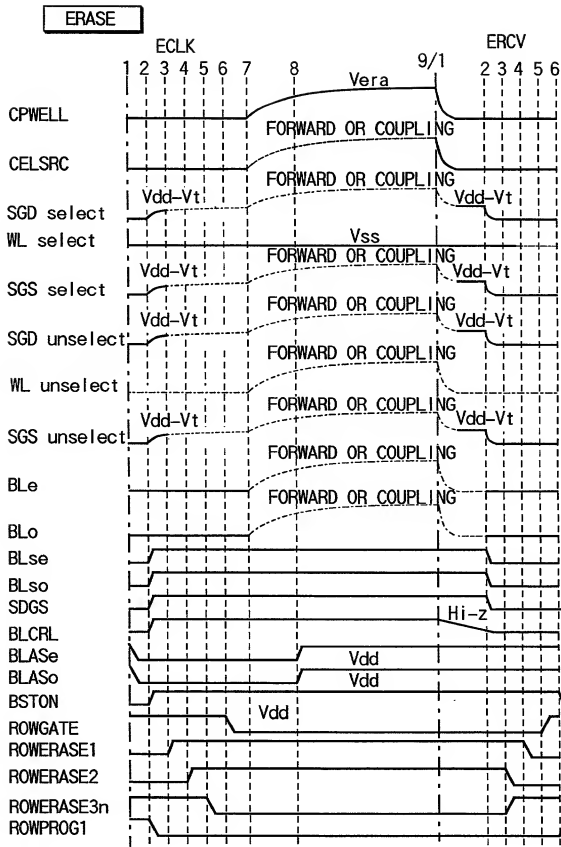 ERASE
ECLK ERCV
1 2 3 4 5 6 7 8 9/1 2 3 4 5 6
Vera
CPWELL
FORWARD OR COUPLING
CELSRC
FORWARD OR COUPLING
Vdd-Vt Vdd-Vt
SGD select
WL select Vss
FORWARD OR COUPLING
Vdd-Vt Vdd-Vt
SGS select
FORWARD OR COUPLING
Vdd-Vt Vdd-Vt
SGD unselect
FORWARD OR COUPLING
WL unselect
FORWARD OR COUPLING
Vdd-Vt Vdd-Vt
SGS unselect
FORWARD OR COUPLING
BLe
FORWARD OR COUPLING
BLo
BLse
BLso
SDGS
Hi-z
BLCRL
BLASe Vdd
BLASo Vdd
BSTON
Vdd
ROWGATE
ROWERASE1
ROWERASE2
ROWERASE3n
ROWPROG1